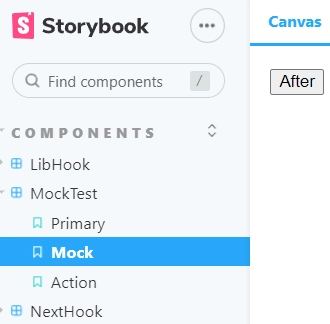 Storybook
Canvas
Find components /
After
COMPONENTS
LibHook
MockTest
Primary
Mock
Action
NextHook